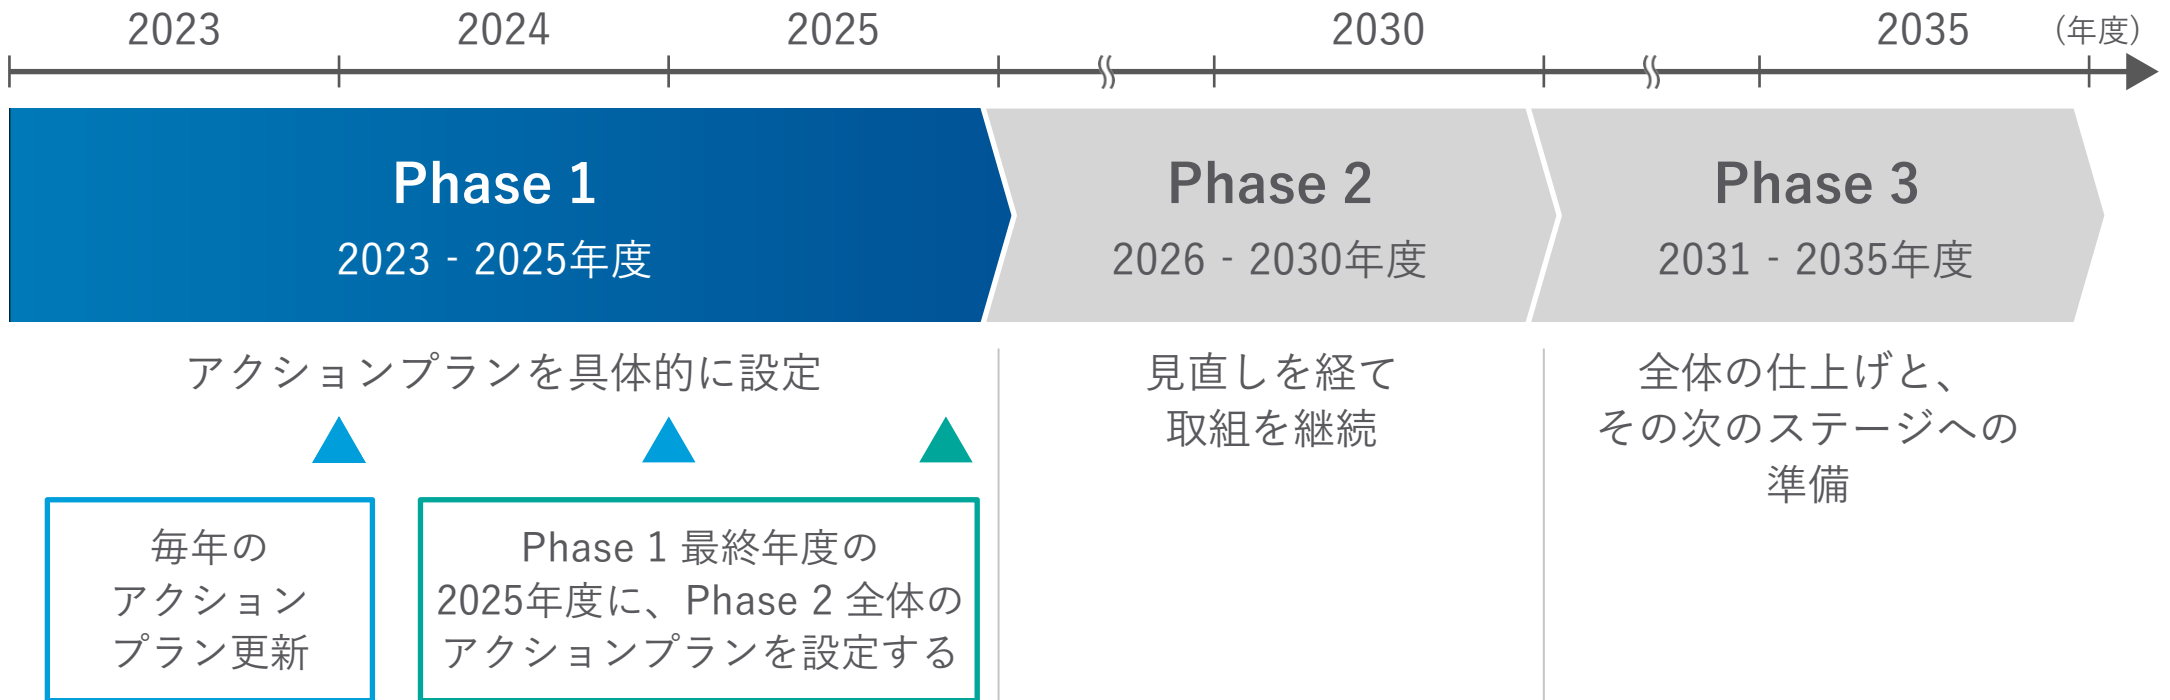 2023 2024 2025 2030 2035 (年度)
Phase 1
2023 - 2025年度
Phase 2
2026 - 2030年度
Phase 3
2031 - 2035年度
アクションプランを具体的に設定
見直しを経て
取組を継続
全体の仕上げと、
その次のステージへの
準備
毎年の
アクション
プラン更新
Phase 1 最終年度の
2025年度に、Phase 2 全体の
アクションプランを設定する